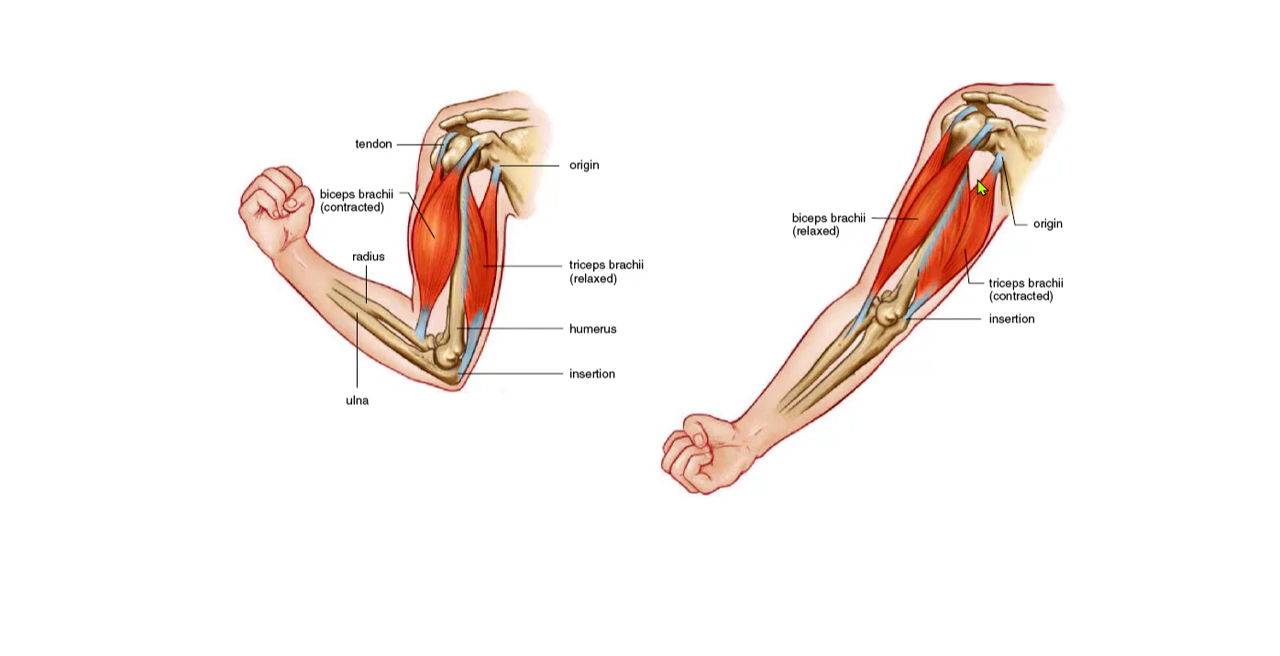 tendon
origin
biceps brachii
(contracted)
radius
triceps brachii
(relaxed)
humerus
insertion
ulna
biceps brachii
(relaxed)
origin
triceps brachii
(contracted)
insertion